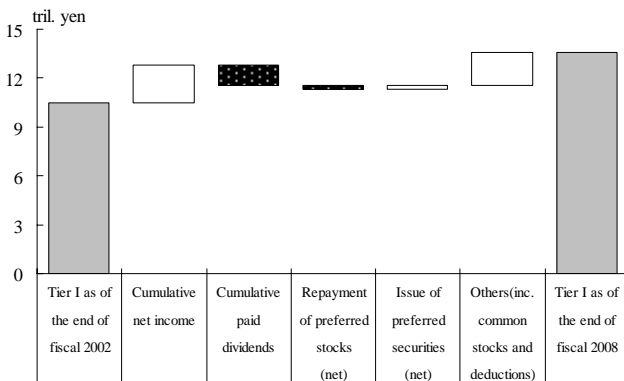 tril. yen
15
12
9
6
3
0
Tier I as of
the end of
fiscal 2002
Cumulative
net income
Cumulative
paid
dividends
Repayment
of preferred
stocks
(net)
Issue of
preferred
securities
(net)
Others(inc.
common
stocks and
deductions)
Tier I as of
the end of
fiscal 2008